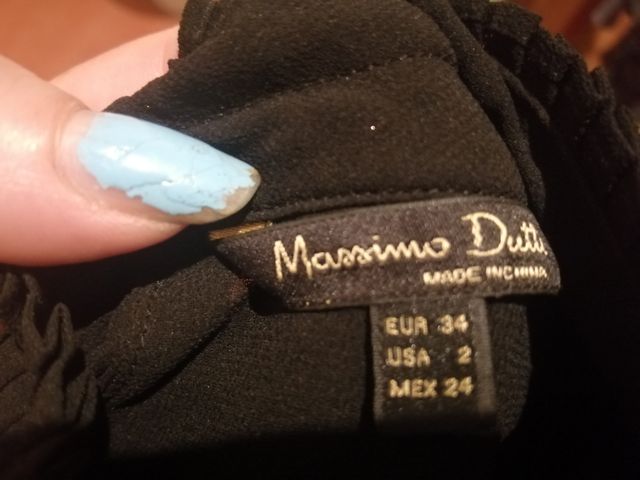 Massimo Dutti
MADE IN CHINA
EUR 34
USA 2
MEX 24